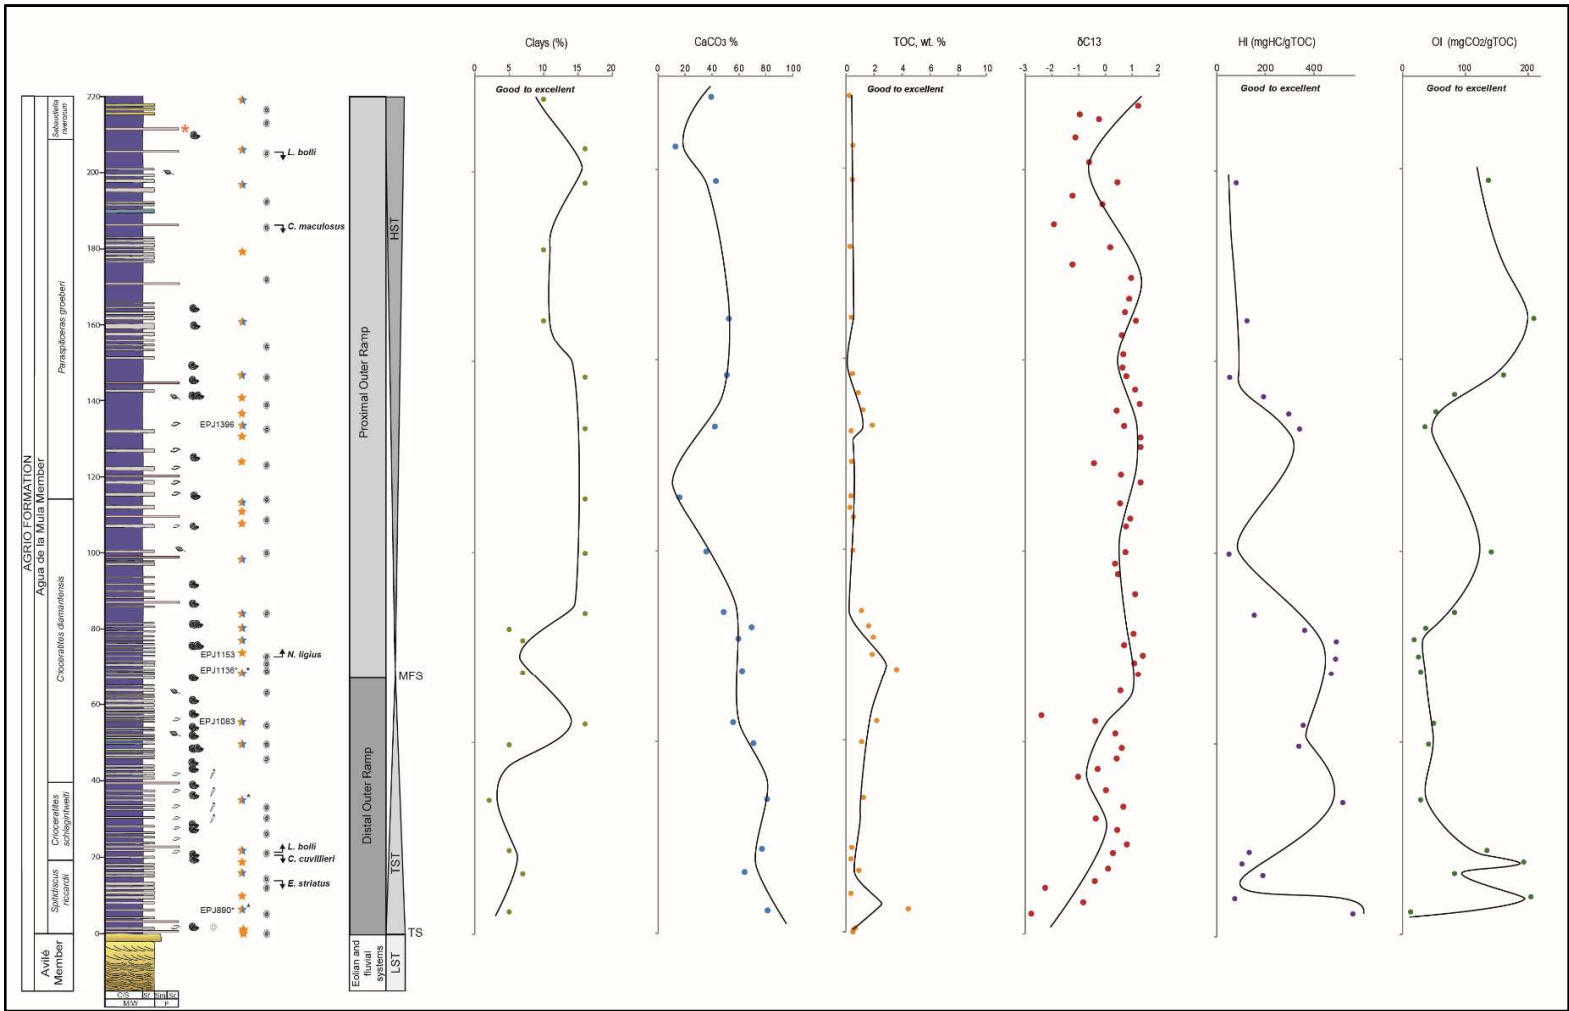 Clays (%)
CaCO3 %
TOC, wt. %
δC13
HI (mgHC/gTOC)
OI (mgCO2/gTOC)
0 5 10 15 20
0 20 40 60 80 100
0 2 4 6 8 10
-3 -2 -1 0 1 2
0 200 400
0 100 200
Good to excellent
Good to excellent
Good to excellent
Good to excellent
AGRIO FORMATION
Agua de la Mula Member
Avilé
Member
Paraspiticeras groeberi
Crioceratites diamantensis
Crioceratites
schlagintweiti
Spitidiscus
riccardii
220
200
180
160
140
120
100
80
60
40
20
0
L. bolli
C. maculosus
EPJ1396
EPJ1153
N. ligius
EPJ1136*
*
EPJ1083
*
L. bolli
C. cuvillieri
E. striatus
EPJ890*
*
Proximal Outer Ramp
Distal Outer Ramp
Eolian and
fluvial
systems
HST
MFS
TST
TS
LST
C/S Sf Sm Sc
M/W P